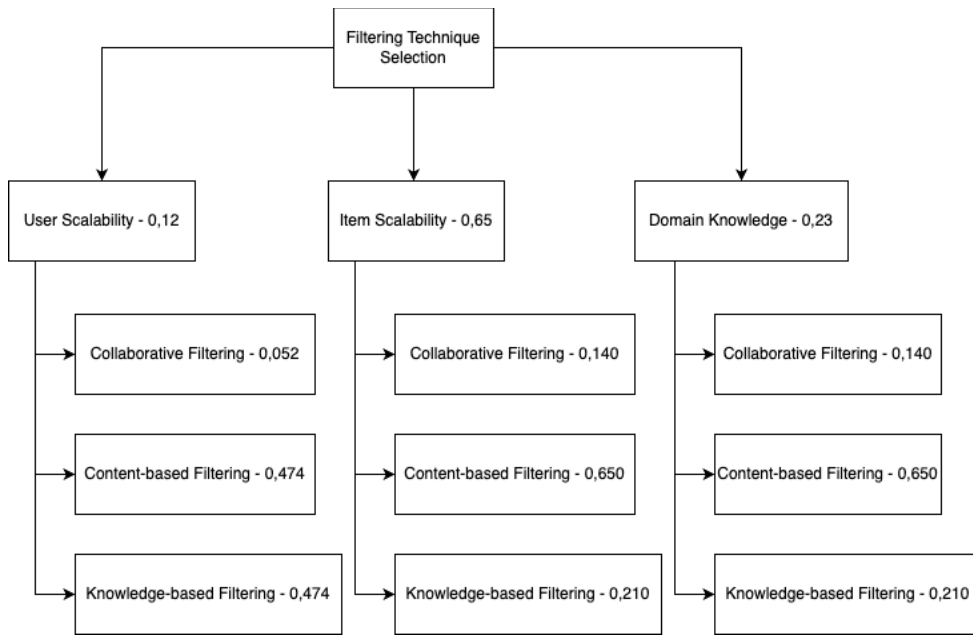 Filtering Technique
Selection
User Scalability - 0,12
Item Scalability - 0,65
Domain Knowledge - 0,23
Collaborative Filtering - 0,052
Collaborative Filtering - 0,140
Collaborative Filtering - 0,140
Content-based Filtering - 0,474
Content-based Filtering - 0,650
Content-based Filtering - 0,650
Knowledge-based Filtering - 0,474
Knowledge-based Filtering - 0,210
Knowledge-based Filtering - 0,210